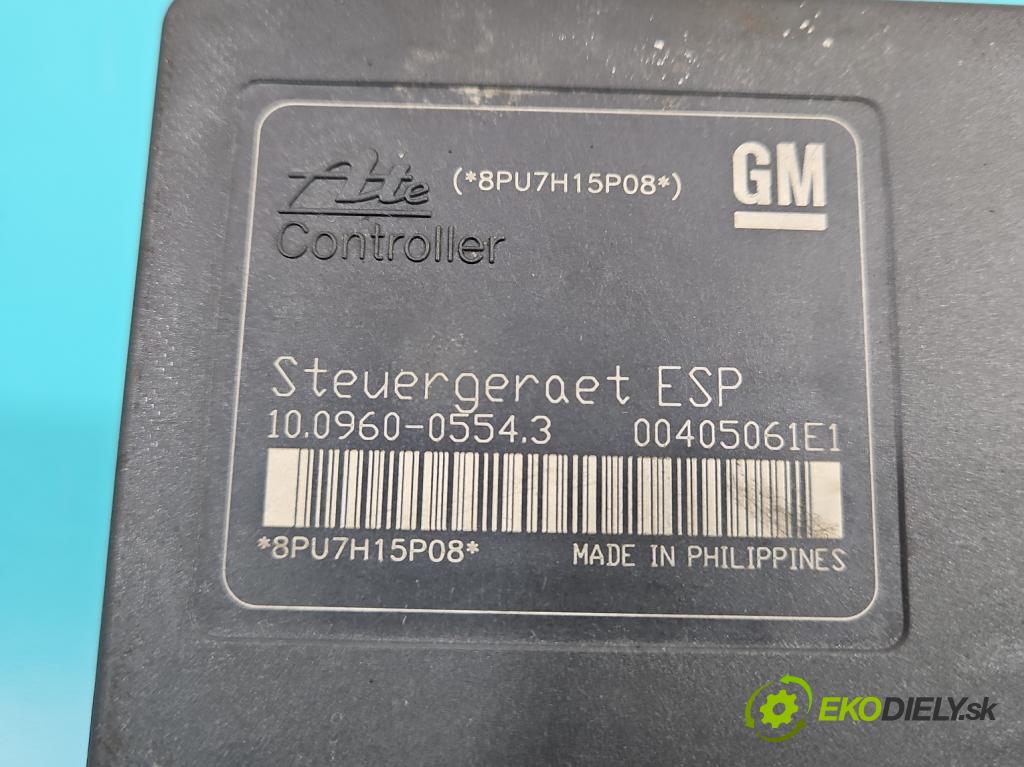 Ate (*8PU7H15P08*) GM
Controller
Steuergeraet ESP
10.0960-0554.3 00405061E1
*8PU7H15P08* MADE IN PHILIPPINES
EKODIELY.sk